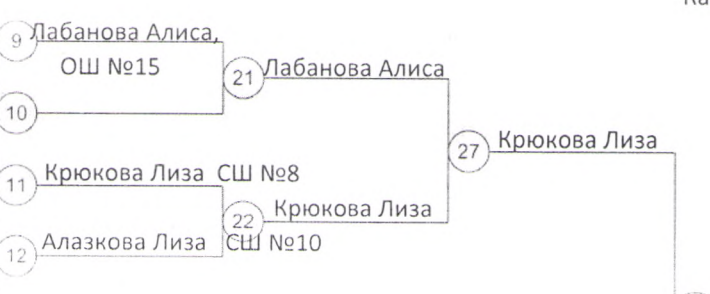 Ка
9 Лабанова Алиса,
ОШ №15
21 Лабанова Алиса
10
27 Крюкова Лиза
11 Крюкова Лиза СШ №8
22 Крюкова Лиза
12 Алазкова Лиза СШ №10